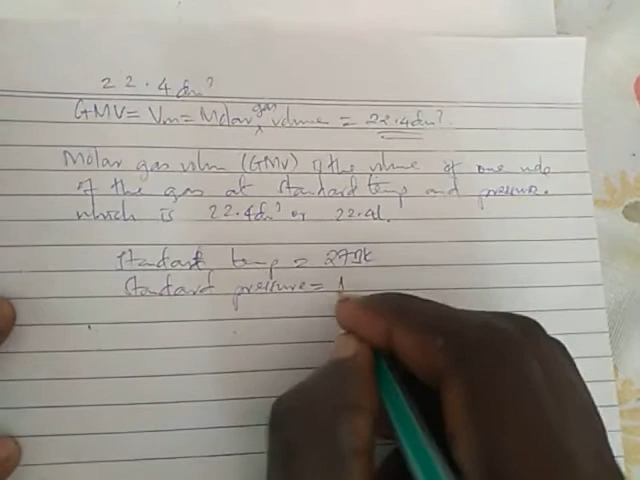 22.4dm³
GMV = Vm = Molar gas volume = 22.4dm³.
Molar gas volm (GMV) is the volume of one mole
of the gas at standard temp and pressure.
which is 22.4dm³ or 22.4L.
Standard temp = 273K
Standard pressure = 1